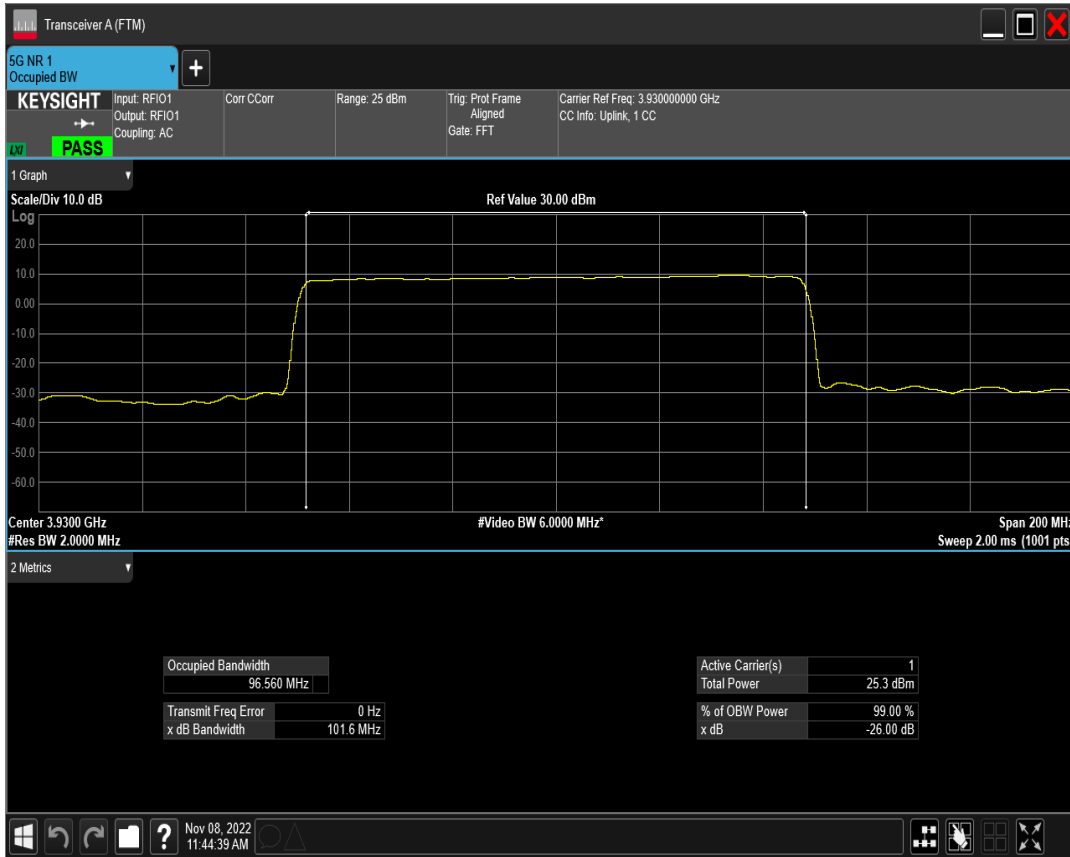 Transceiver A (FTM)
5G NR 1
Occupied BW
+
KEYSIGHT
LXI
PASS
Input: RFIO1
Output: RFIO1
Coupling: AC
Corr CCorr
Range: 25 dBm
Trig: Prot Frame
Aligned
Gate: FFT
Carrier Ref Freq: 3.930000000 GHz
CC Info: Uplink, 1 CC
1 Graph
Scale/Div 10.0 dB
Ref Value 30.00 dBm
Log
20.0
10.0
0.00
-10.0
-20.0
-30.0
-40.0
-50.0
-60.0
Center 3.9300 GHz
#Video BW 6.0000 MHz*
Span 200 MHz
#Res BW 2.0000 MHz
Sweep 2.00 ms (1001 pts
2 Metrics
Occupied Bandwidth
96.560 MHz
Transmit Freq Error 0 Hz
x dB Bandwidth 101.6 MHz
Active Carrier(s) 1
Total Power 25.3 dBm
% of OBW Power 99.00 %
x dB -26.00 dB
?
Nov 08, 2022
11:44:39 AM